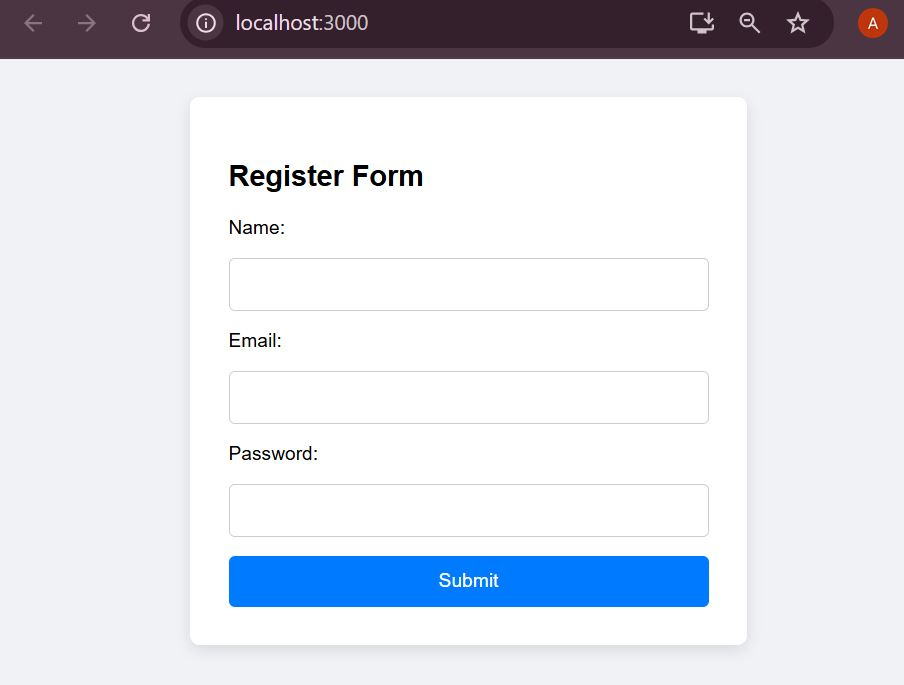 localhost:3000
A
Register Form
Name:
Email:
Password:
Submit